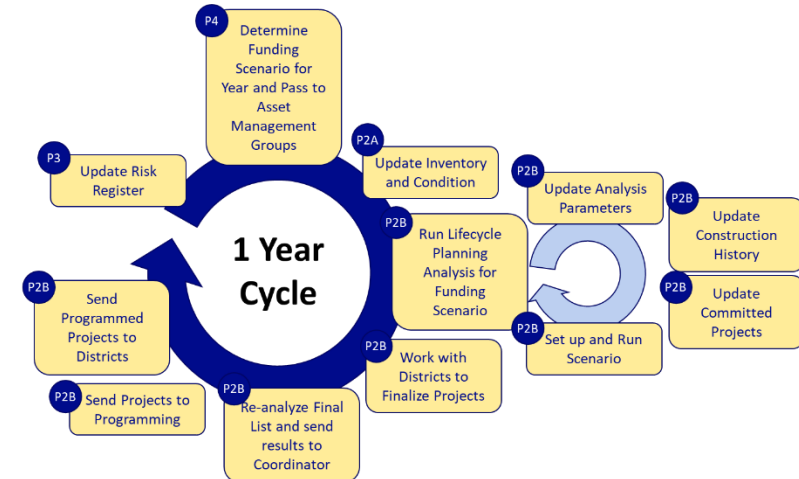 P4
Determine
Funding
Scenario for
Year and Pass to
Asset
Management
Groups
P2A
Update Inventory
and Condition
P2B
Run Lifecycle
Planning
Analysis for
Funding
Scenario
P2B
Update Analysis
Parameters
P2B
Update
Construction
History
P2B
Update
Committed
Projects
P2B
Set up and Run
Scenario
P2B
Work with
Districts to
Finalize Projects
P2B
Re-analyze Final
List and send
results to
Coordinator
P2B
Send Projects to
Programming
P2B
Send
Programmed
Projects to
Districts
P3
Update Risk
Register
1 Year
Cycle